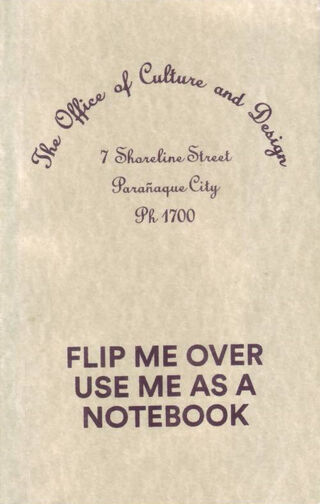 The Office of Culture and Design
7 Shoreline Street
Parañaque City
Ph 1700
FLIP ME OVER
USE ME AS A
NOTEBOOK